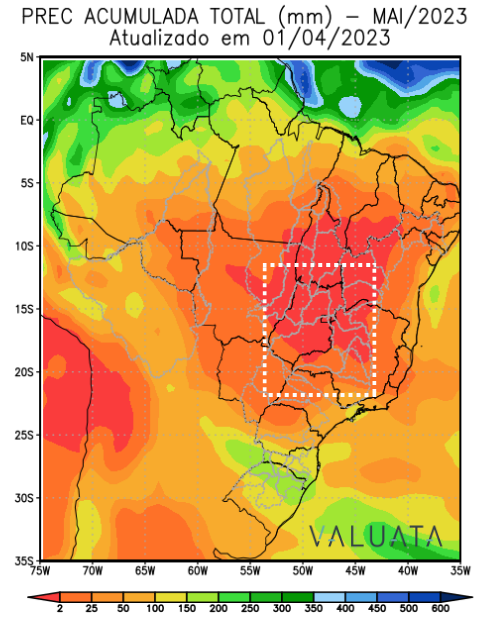 PREC ACUMULADA TOTAL (mm) – MAI/2023
Atualizado em 01/04/2023
5N
EQ
5S
10S
15S
20S
25S
30S
35S
VALUATA
75W 70W 65W 60W 55W 50W 45W 40W 35W
2 25 50 100 150 200 250 300 350 400 450 500 600